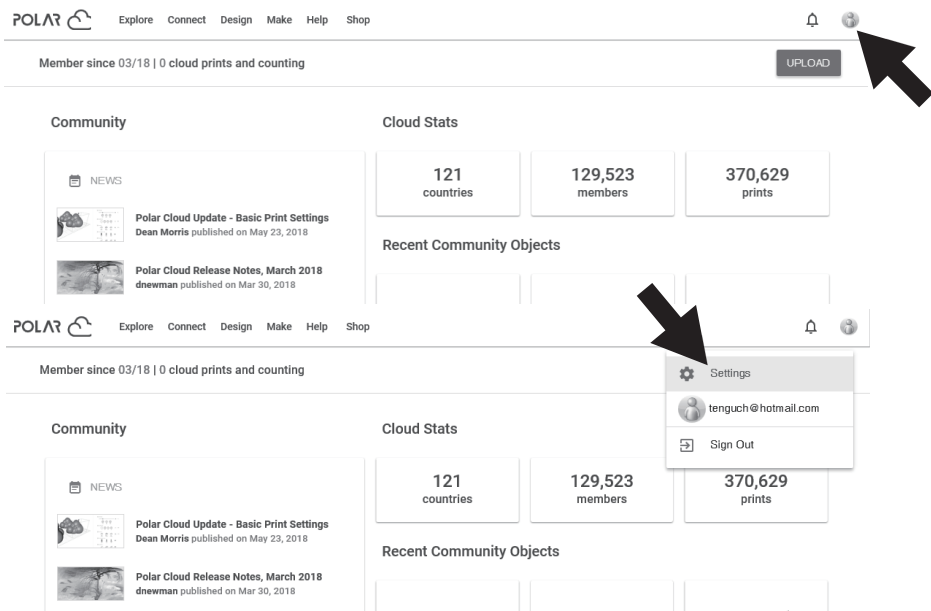 POLAR Explore Connect Design Make Help Shop
Member since 03/18 | 0 cloud prints and counting UPLOAD
Community Cloud Stats
NEWS
121 129,523 370,629
countries members prints
Polar Cloud Update - Basic Print Settings
Dean Morris published on May 23, 2018
Recent Community Objects
Polar Cloud Release Notes, March 2018
dnewman published on Mar 30, 2018
POLAR Explore Connect Design Make Help Shop
Member since 03/18 | 0 cloud prints and counting
Settings
tenguch@hotmail.com
Sign Out
Community Cloud Stats
NEWS
121 129,523 370,629
countries members prints
Polar Cloud Update - Basic Print Settings
Dean Morris published on May 23, 2018
Recent Community Objects
Polar Cloud Release Notes, March 2018
dnewman published on Mar 30, 2018